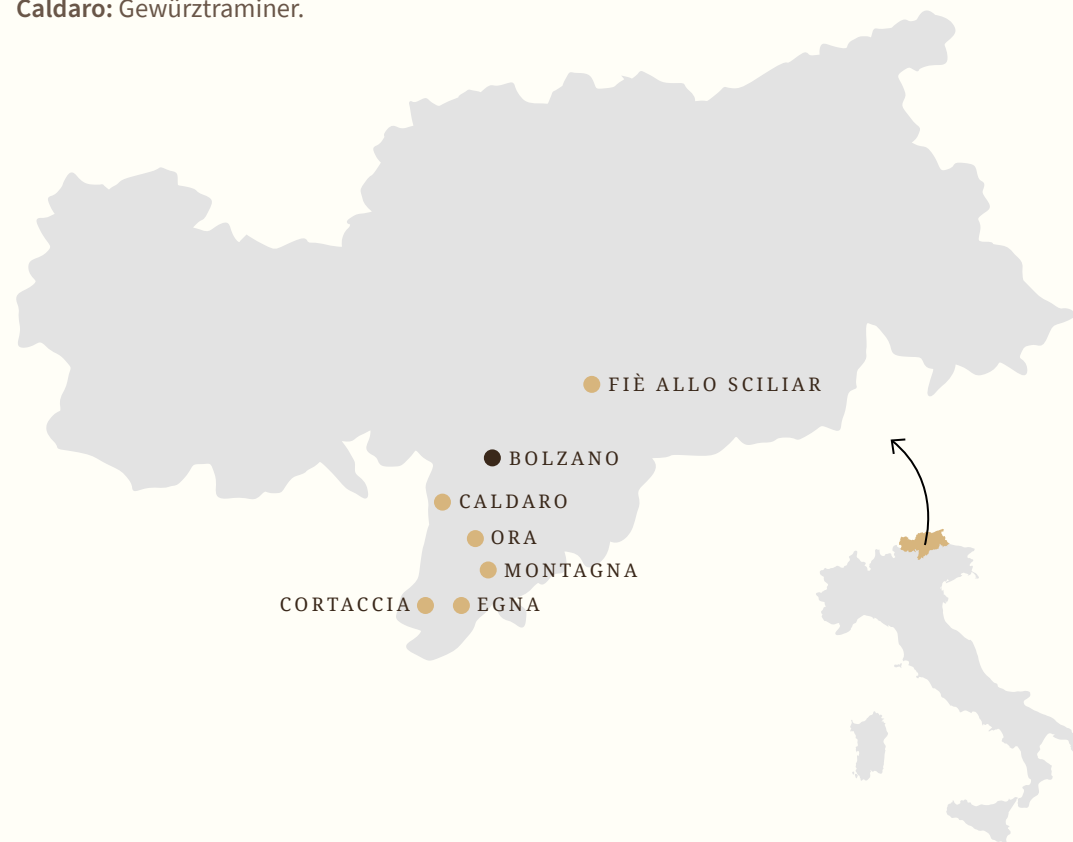 Caldaro: Gewürztraminer.
FIÈ ALLO SCILIAR
BOLZANO
CALDARO
ORA
MONTAGNA
CORTACCIA EGNA